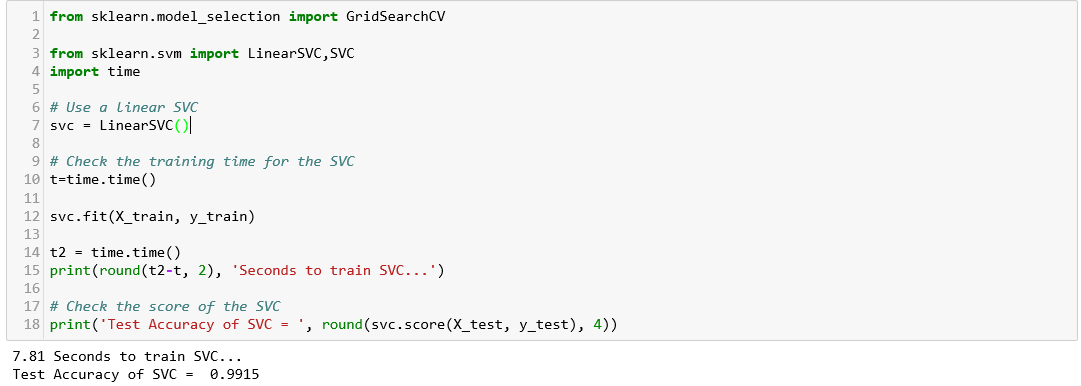 1 from sklearn.model_selection import GridSearchCV
2
3 from sklearn.svm import LinearSVC,SVC
4 import time
5
6 # Use a linear SVC
7 svc = LinearSVC()
8
9 # Check the training time for the SVC
10 t=time.time()
11
12 svc.fit(X_train, y_train)
13
14 t2 = time.time()
15 print(round(t2-t, 2), 'Seconds to train SVC...')
16
17 # Check the score of the SVC
18 print('Test Accuracy of SVC = ', round(svc.score(X_test, y_test), 4))
7.81 Seconds to train SVC...
Test Accuracy of SVC =  0.9915